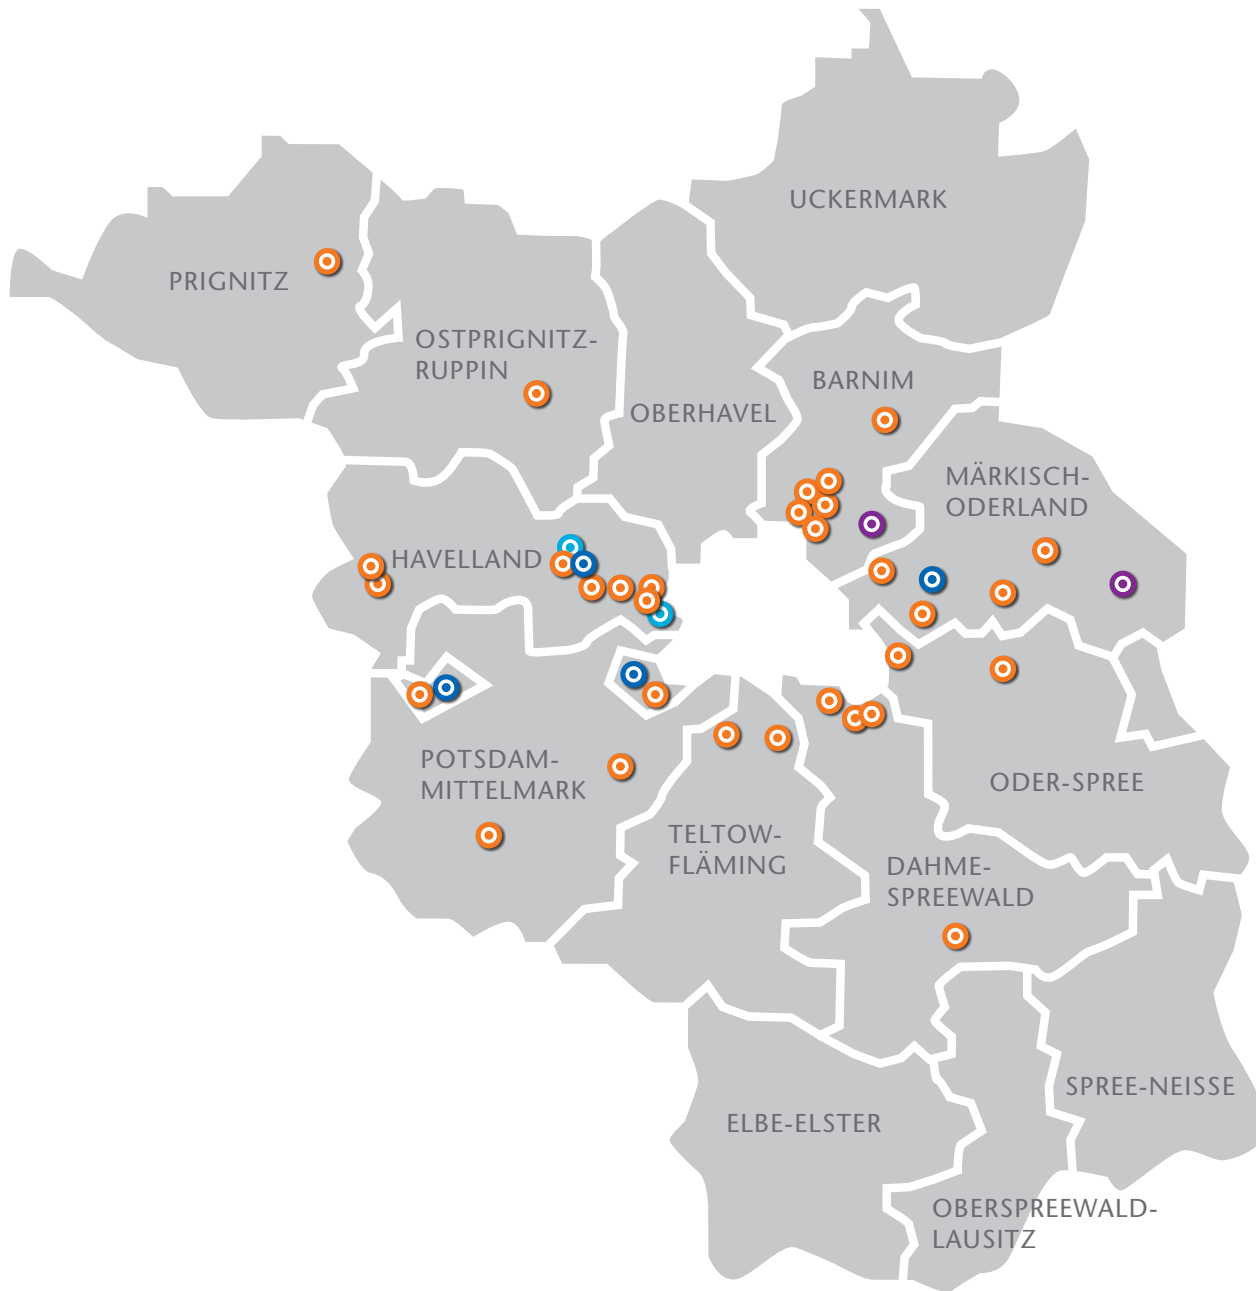 UCKERMARK
PRIGNITZ
OSTPRIGNITZ-
RUPPIN
BARNIM
OBERHAVEL
MÄRKISCH-
ODERLAND
HAVELLAND
POTSDAM-
MITTELMARK
ODER-SPREE
TELTOW-
FLÄMING
DAHME-
SPREEWALD
SPREE-NEISSE
ELBE-ELSTER
OBERSPREEWALD-
LAUSITZ